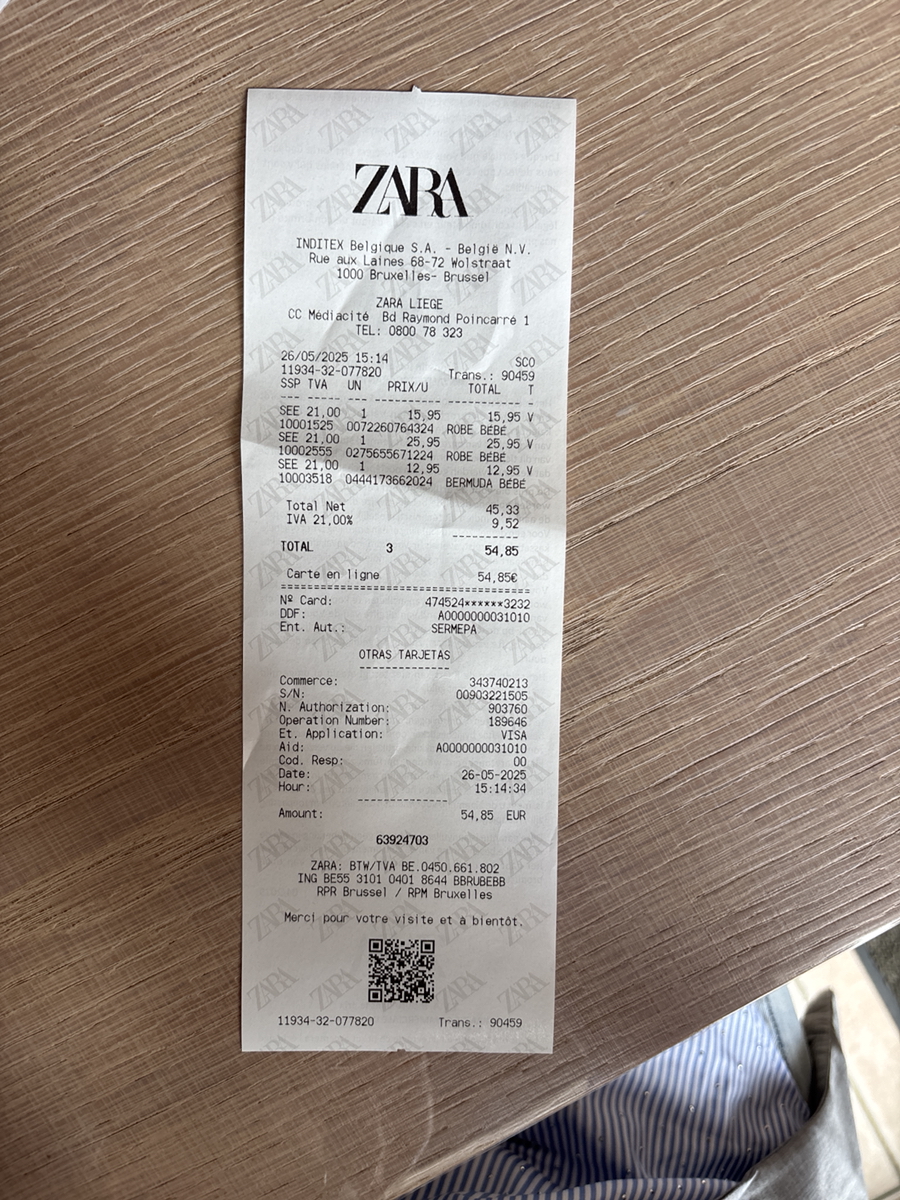 ZARA
INDITEX Belgique S.A. - België N.V.
Rue aux Laines 68-72 Wolstraat
1000 Bruxelles- Brussel
ZARA LIEGE
CC Médiacité Bd Raymond Poincarré 1
TEL: 0800 78 323
26/05/2025 15:14 SCO
11934-32-077820 Trans.: 90459
SSP TVA UN PRIX/U TOTAL T
SEE 21,00 1 15,95 15,95 V
10001525 0072260764324 ROBE BÉBÉ
SEE 21,00 1 25,95 25,95 V
10002555 0275655671224 ROBE BÉBÉ
SEE 21,00 1 12,95 12,95 V
10003518 0444173662024 BERMUDA BÉBÉ
Total Net 45,33
IVA 21,00% 9,52
TOTAL 3 54,85
Carte en ligne 54,85€
Nº Card: 474524******3232
DDF: A0000000031010
Ent. Aut.: SERMEPA
OTRAS TARJETAS
Commerce: 343740213
S/N: 00903221505
N. Authorization: 903760
Operation Number: 189646
Et. Application: VISA
Aid: A0000000031010
Cod. Resp: 00
Date: 26-05-2025
Hour: 15:14:34
Amount: 54,85 EUR
63924703
ZARA: BTW/TVA BE.0450.661.802
ING BE55 3101 0401 8644 BBRUBEBB
RPR Brussel / RPM Bruxelles
Merci pour votre visite et à bientôt.
11934-32-077820 Trans.: 90459